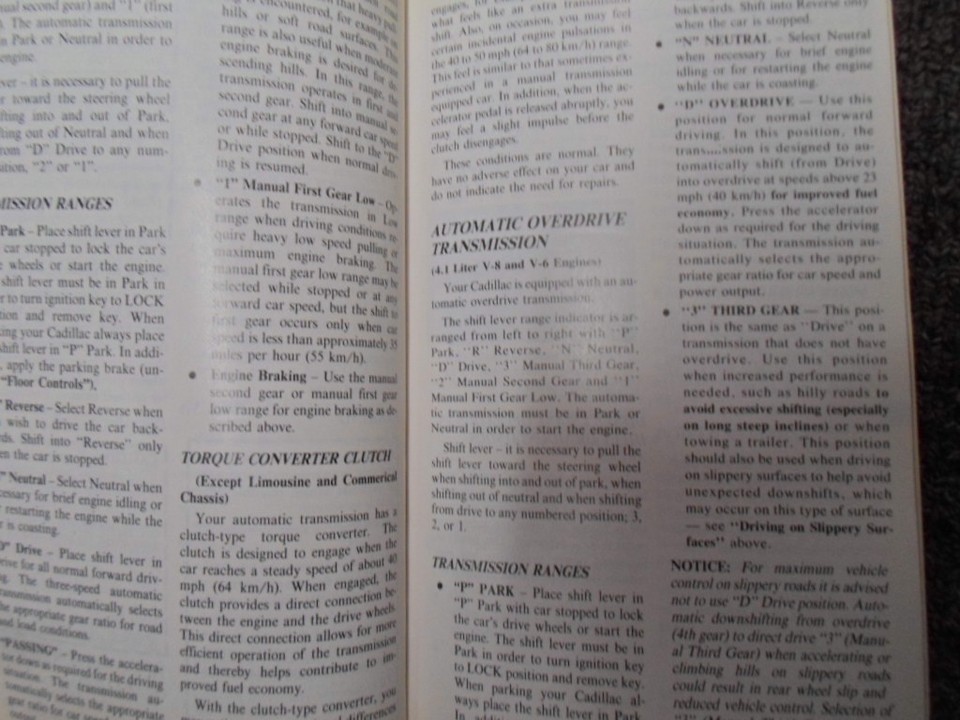 ual second gear) and "1" (first
). The automatic transmission
n Park or Neutral in order to
engine.
ver – it is necessary to pull the
r toward the steering wheel
fting into and out of Park,
fting out of Neutral and when
rom "D" Drive to any num-
ition, "2" or "1".
MISSION RANGES
Park – Place shift lever in Park
car stopped to lock the car's
e wheels or start the engine.
shift lever must be in Park in
r to turn ignition key to LOCK
tion and remove key. When
king your Cadillac always place
shift lever in "P" Park. In addi-
, apply the parking brake (un-
"Floor Controls").
Reverse – Select Reverse when
wish to drive the car back-
ds. Shift into "Reverse" only
en the car is stopped.
Neutral – Select Neutral when
cessary for brief engine idling or
restarting the engine while the
is coasting.
D" Drive – Place shift lever in
rive for all normal forward driv-
g. The three-speed automatic
transmission automatically selects
the appropriate gear ratio for road
and load conditions.
"PASSING" – Press the accelera-
tor down as required for the driving
situation. The transmission au-
tomatically selects the appropriate
gear ratio for car speed
is encountered, for example on
hills or soft road surfaces. This
range is also useful when moderate
engine braking is desired for de-
scending hills. In this range, the
transmission operates in first and
second gear. Shift into manual se-
cond gear at any forward car speed
or while stopped. Shift to the "D"
Drive position when normal driv-
ing is resumed.
• "1" Manual First Gear Low – Op-
erates the transmission in Low
range when driving conditions re-
quire heavy low speed pulling or
maximum engine braking. The
manual first gear low range may be
selected while stopped or at any
forward car speed, but the shift to
first gear occurs only when car
speed is less than approximately 35
miles per hour (55 km/h).
• Engine Braking – Use the manual
second gear or manual first gear
low range for engine braking as de-
scribed above.
TORQUE CONVERTER CLUTCH
(Except Limousine and Commerical
Chassis)
Your automatic transmission has a
clutch-type torque converter. The
clutch is designed to engage when the
car reaches a steady speed of about 40
mph (64 km/h). When engaged, the
clutch provides a direct connection be-
tween the engine and the drive wheels.
This direct connection allows for more
efficient operation of the transmission
and thereby helps contribute to im-
proved fuel economy.
With the clutch-type converter, you
differences
engages, for
what feels like an extra transmission
shift. Also, on occasion, you may feel
certain incidental engine pulsations in
the 40 to 50 mph (64 to 80 km/h) range.
This feel is similar to that sometimes ex-
perienced in a manual transmission
equipped car. In addition, when the ac-
celerator pedal is released abruptly, you
may feel a slight impulse before the
clutch disengages.
These conditions are normal. They
have no adverse effect on your car and
do not indicate the need for repairs.
AUTOMATIC OVERDRIVE
TRANSMISSION
(4.1 Liter V-8 and V-6 Engines)
Your Cadillac is equipped with an au-
tomatic overdrive transmission.
The shift lever range indicator is ar-
ranged from left to right with "P"
Park, "R" Reverse, "N" Neutral,
"D" Drive, "3" Manual Third Gear,
"2" Manual Second Gear and "1"
Manual First Gear Low. The automa-
tic transmission must be in Park or
Neutral in order to start the engine.
Shift lever – it is necessary to pull the
shift lever toward the steering wheel
when shifting into and out of park, when
shifting out of neutral and when shifting
from drive to any numbered position; 3,
2, or 1.
TRANSMISSION RANGES
• "P" PARK – Place shift lever in
"P" Park with car stopped to lock
the car's drive wheels or start the
engine. The shift lever must be in
Park in order to turn ignition key
to LOCK position and remove key.
When parking your Cadillac al-
ways place the shift lever in Park
backwards. Shift into Reverse only
when the car is stopped.
• "N" NEUTRAL – Select Neutral
when necessary for brief engine
idling or for restarting the engine
while the car is coasting.
• "D" OVERDRIVE — Use this
position for normal forward
driving. In this position, the
trans....ssion is designed to au-
tomatically shift (from Drive)
into overdrive at speeds above 23
mph (40 km/h) for improved fuel
economy. Press the accelerator
down as required for the driving
situation. The transmission au-
tomatically selects the appro-
priate gear ratio for car speed and
power output.
• "3" THIRD GEAR — This posi-
tion is the same as "Drive" on a
transmission that does not have
overdrive. Use this position
when increased performance is
needed, such as hilly roads to
avoid excessive shifting (especially
on long steep inclines) or when
towing a trailer. This position
should also be used when driving
on slippery surfaces to help avoid
unexpected downshifts, which
may occur on this type of surface
— see "Driving on Slippery Sur-
faces" above.
NOTICE: For maximum vehicle
control on slippery roads it is advised
not to use "D" Drive position. Auto-
matic downshifting from overdrive
(4th gear) to direct drive "3" (Manu-
al Third Gear) when accelerating or
climbing hills on slippery roads
could result in rear wheel slip and
reduced vehicle control. Selection of